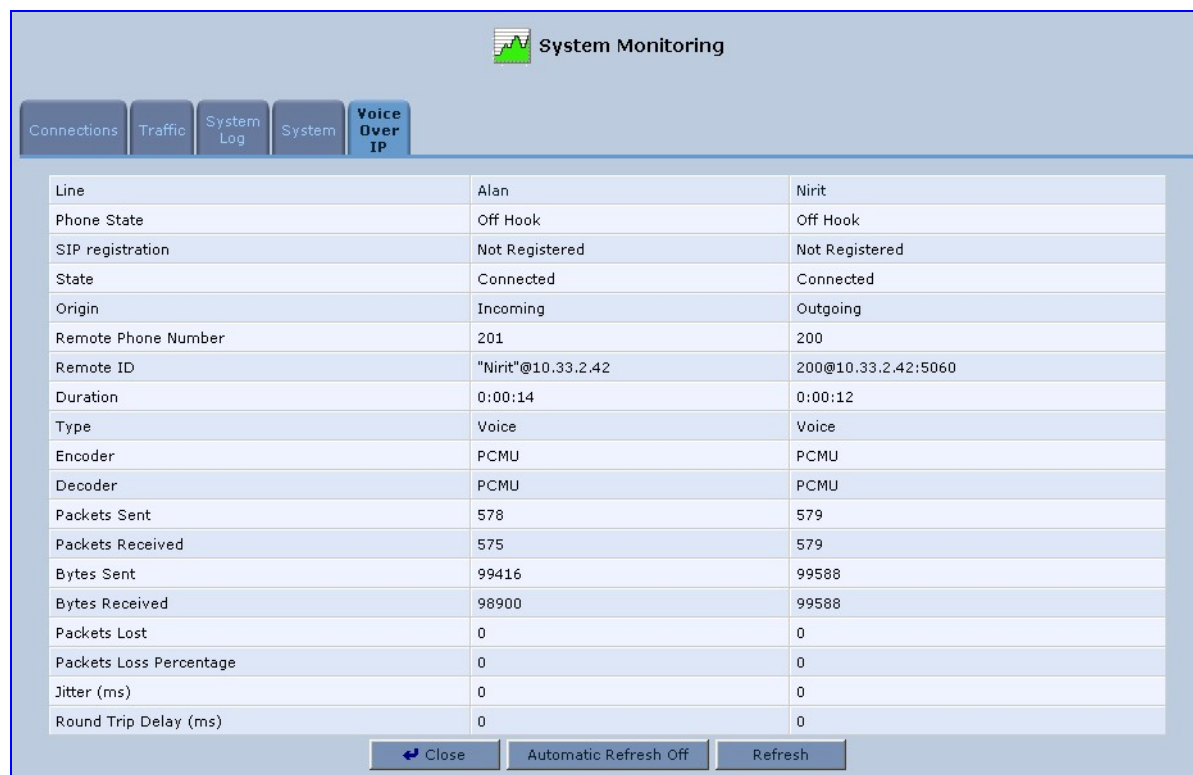 System Monitoring
Connections Traffic System Log System Voice Over IP
Line Alan Nirit
Phone State Off Hook Off Hook
SIP registration Not Registered Not Registered
State Connected Connected
Origin Incoming Outgoing
Remote Phone Number 201 200
Remote ID "Nirit"@10.33.2.42 200@10.33.2.42:5060
Duration 0:00:14 0:00:12
Type Voice Voice
Encoder PCMU PCMU
Decoder PCMU PCMU
Packets Sent 578 579
Packets Received 575 579
Bytes Sent 99416 99588
Bytes Received 98900 99588
Packets Lost 0 0
Packets Loss Percentage 0 0
Jitter (ms) 0 0
Round Trip Delay (ms) 0 0
Close Automatic Refresh Off Refresh